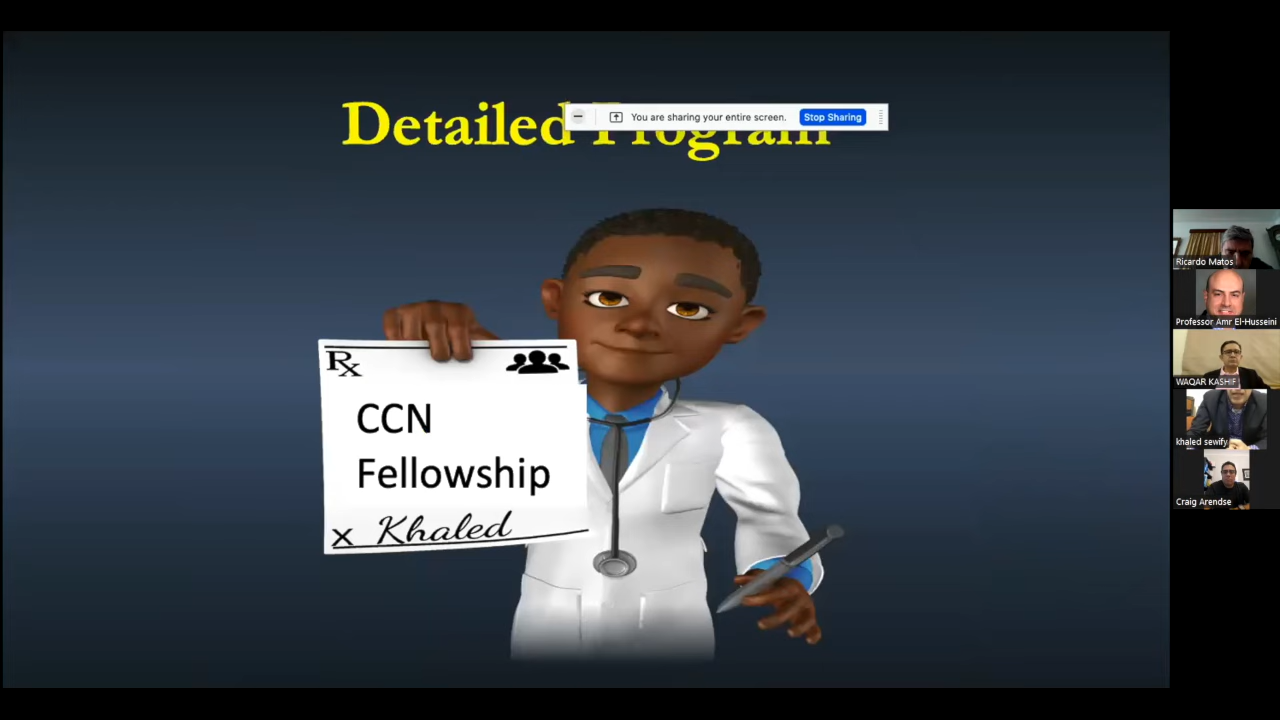 Detailed Program
You are sharing your entire screen.
Stop Sharing
Rx
CCN
Fellowship
x Khaled
Ricardo Matos
Professor Amr El-Husseini
WAQAR KASHIF
khaled sewify
Craig Arendse